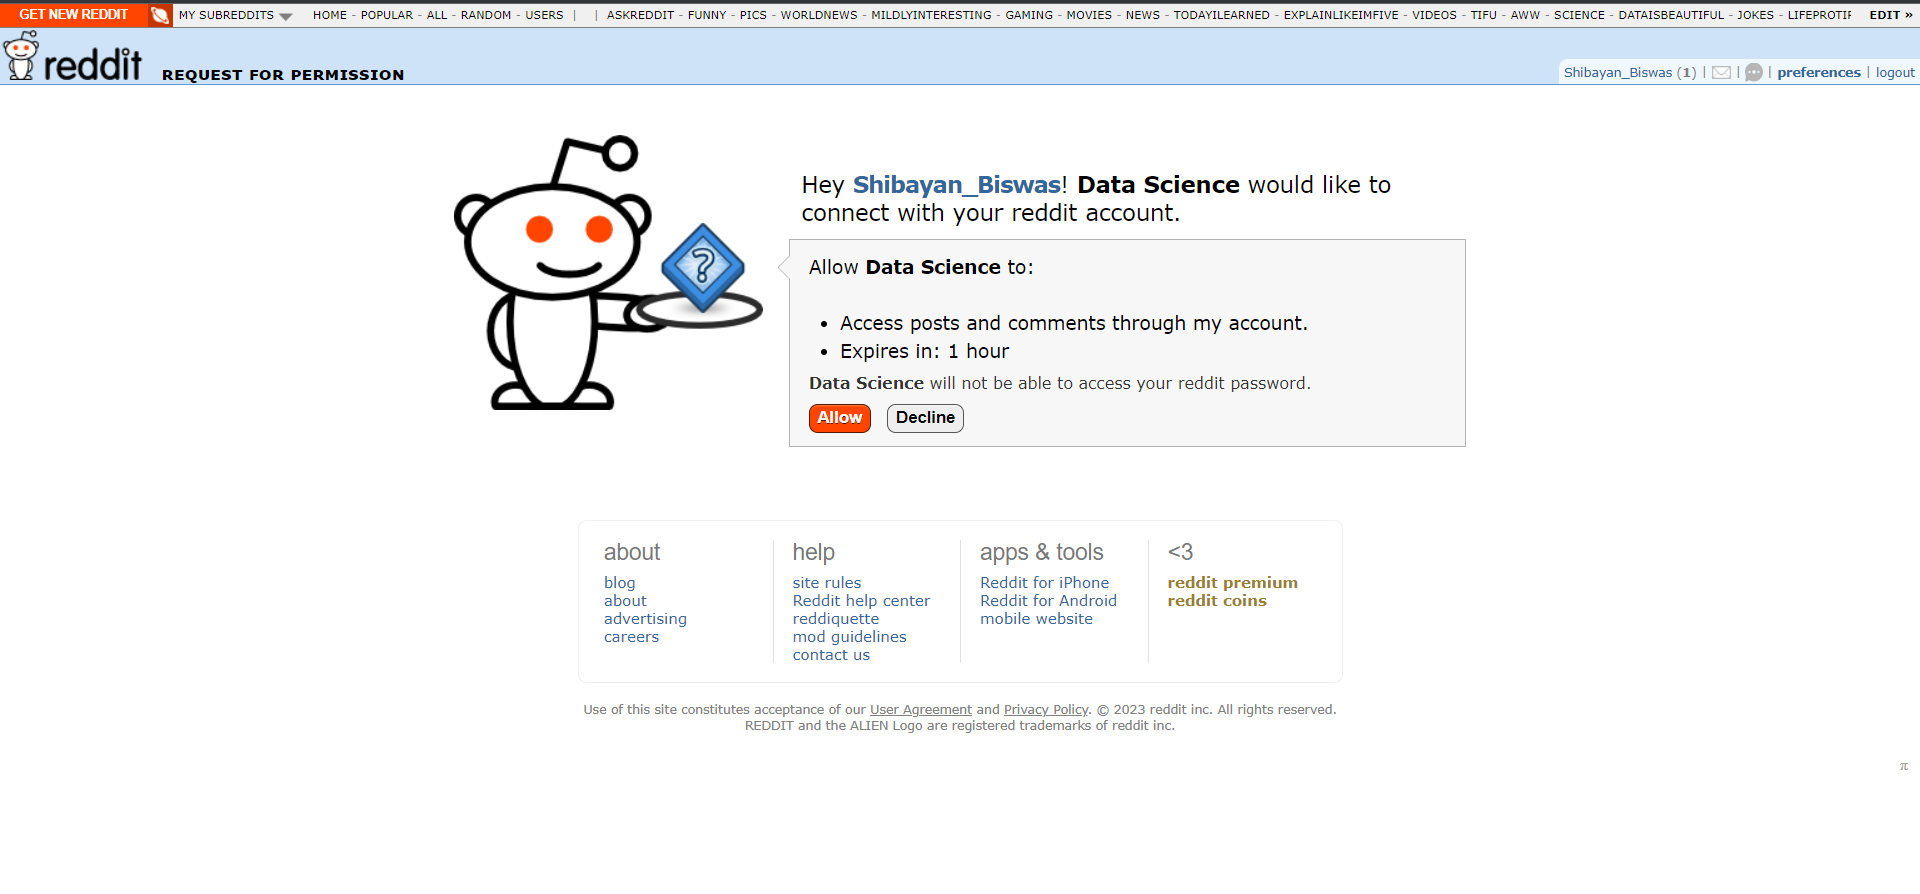 GET NEW REDDIT MY SUBREDDITS HOME - POPULAR - ALL - RANDOM - USERS | | ASKREDDIT - FUNNY - PICS - WORLDNEWS - MILDLYINTERESTING - GAMING - MOVIES - NEWS - TODAYILEARNED - EXPLAINLIKEIMFIVE - VIDEOS - TIFU - AWW - SCIENCE - DATAISBEAUTIFUL - JOKES - LIFEPROTIP EDIT »
reddit REQUEST FOR PERMISSION Shibayan_Biswas (1) | | | preferences | logout
Hey Shibayan_Biswas! Data Science would like to
connect with your reddit account.
?
Allow Data Science to:
• Access posts and comments through my account.
• Expires in: 1 hour
Data Science will not be able to access your reddit password.
Allow Decline
about
blog
about
advertising
careers
help
site rules
Reddit help center
reddiquette
mod guidelines
contact us
apps & tools
Reddit for iPhone
Reddit for Android
mobile website
<3
reddit premium
reddit coins
Use of this site constitutes acceptance of our User Agreement and Privacy Policy. © 2023 reddit inc. All rights reserved.
REDDIT and the ALIEN Logo are registered trademarks of reddit inc.
π